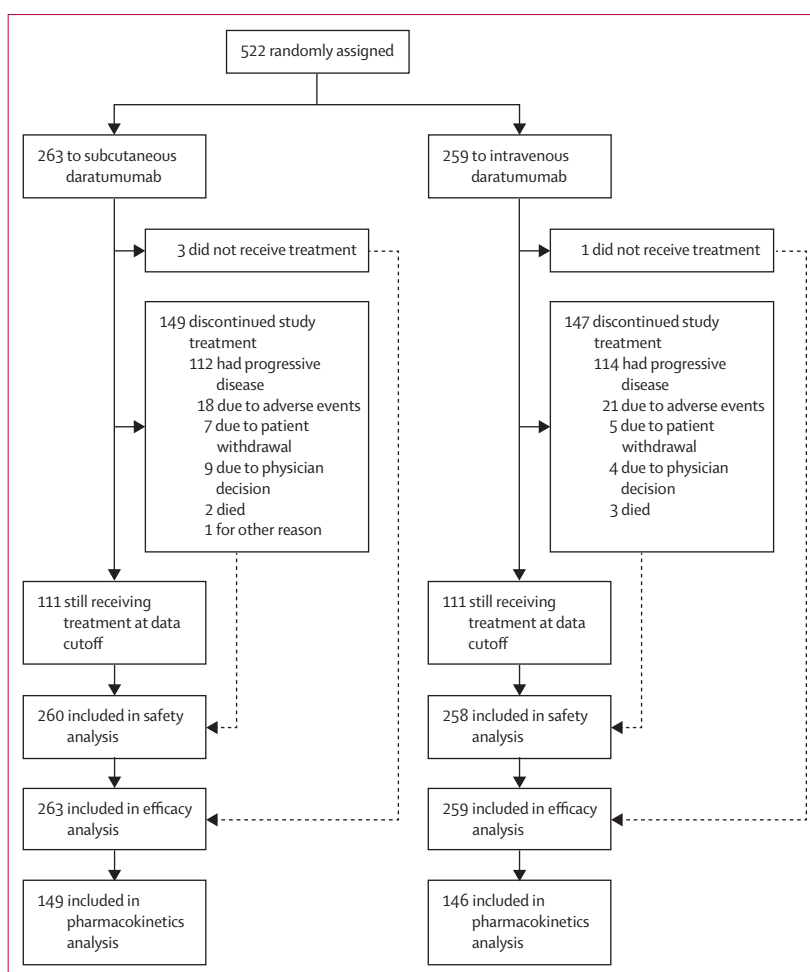 522 randomly assigned
263 to subcutaneous
daratumumab
259 to intravenous
daratumumab
3 did not receive treatment
1 did not receive treatment
149 discontinued study
treatment
112 had progressive
disease
18 due to adverse events
7 due to patient
withdrawal
9 due to physician
decision
2 died
1 for other reason
147 discontinued study
treatment
114 had progressive
disease
21 due to adverse events
5 due to patient
withdrawal
4 due to physician
decision
3 died
111 still receiving
treatment at data
cutoff
111 still receiving
treatment at data
cutoff
260 included in safety
analysis
258 included in safety
analysis
263 included in efficacy
analysis
259 included in efficacy
analysis
149 included in
pharmacokinetics
analysis
146 included in
pharmacokinetics
analysis